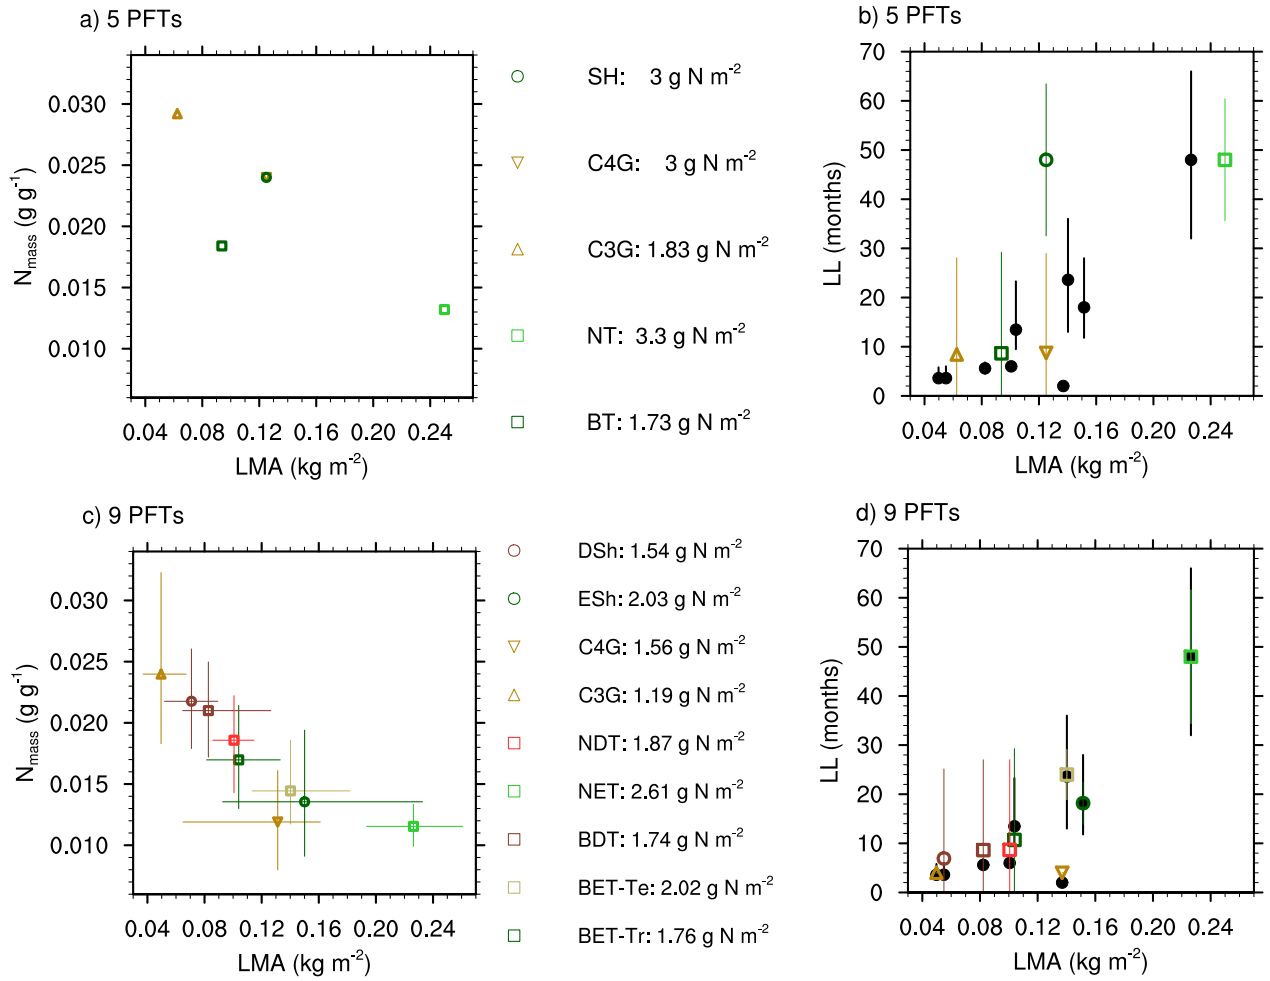 a) 5 PFTs
N_mass (g g⁻¹)
0.030
0.025
0.020
0.015
0.010
0.04 0.08 0.12 0.16 0.20 0.24
LMA (kg m⁻²)
SH: 3 g N m⁻²
C4G: 3 g N m⁻²
C3G: 1.83 g N m⁻²
NT: 3.3 g N m⁻²
BT: 1.73 g N m⁻²
b) 5 PFTs
LL (months)
70
60
50
40
30
20
10
0
0.04 0.08 0.12 0.16 0.20 0.24
LMA (kg m⁻²)
c) 9 PFTs
N_mass (g g⁻¹)
0.030
0.025
0.020
0.015
0.010
0.04 0.08 0.12 0.16 0.20 0.24
LMA (kg m⁻²)
DSh: 1.54 g N m⁻²
ESh: 2.03 g N m⁻²
C4G: 1.56 g N m⁻²
C3G: 1.19 g N m⁻²
NDT: 1.87 g N m⁻²
NET: 2.61 g N m⁻²
BDT: 1.74 g N m⁻²
BET-Te: 2.02 g N m⁻²
BET-Tr: 1.76 g N m⁻²
d) 9 PFTs
LL (months)
70
60
50
40
30
20
10
0
0.04 0.08 0.12 0.16 0.20 0.24
LMA (kg m⁻²)